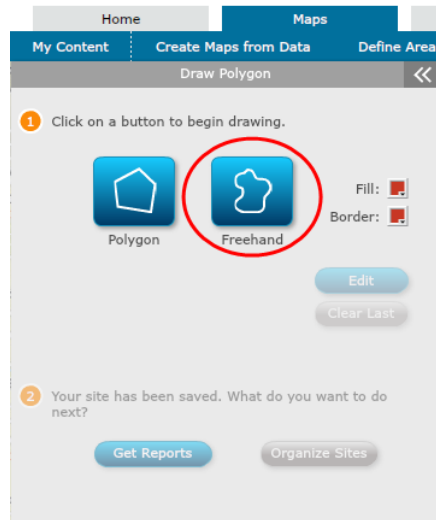 Home Maps
My Content Create Maps from Data Define Area
Draw Polygon
1 Click on a button to begin drawing.
Fill:
Border:
Polygon Freehand
Edit
Clear Last
2 Your site has been saved. What do you want to do
next?
Get Reports Organize Sites